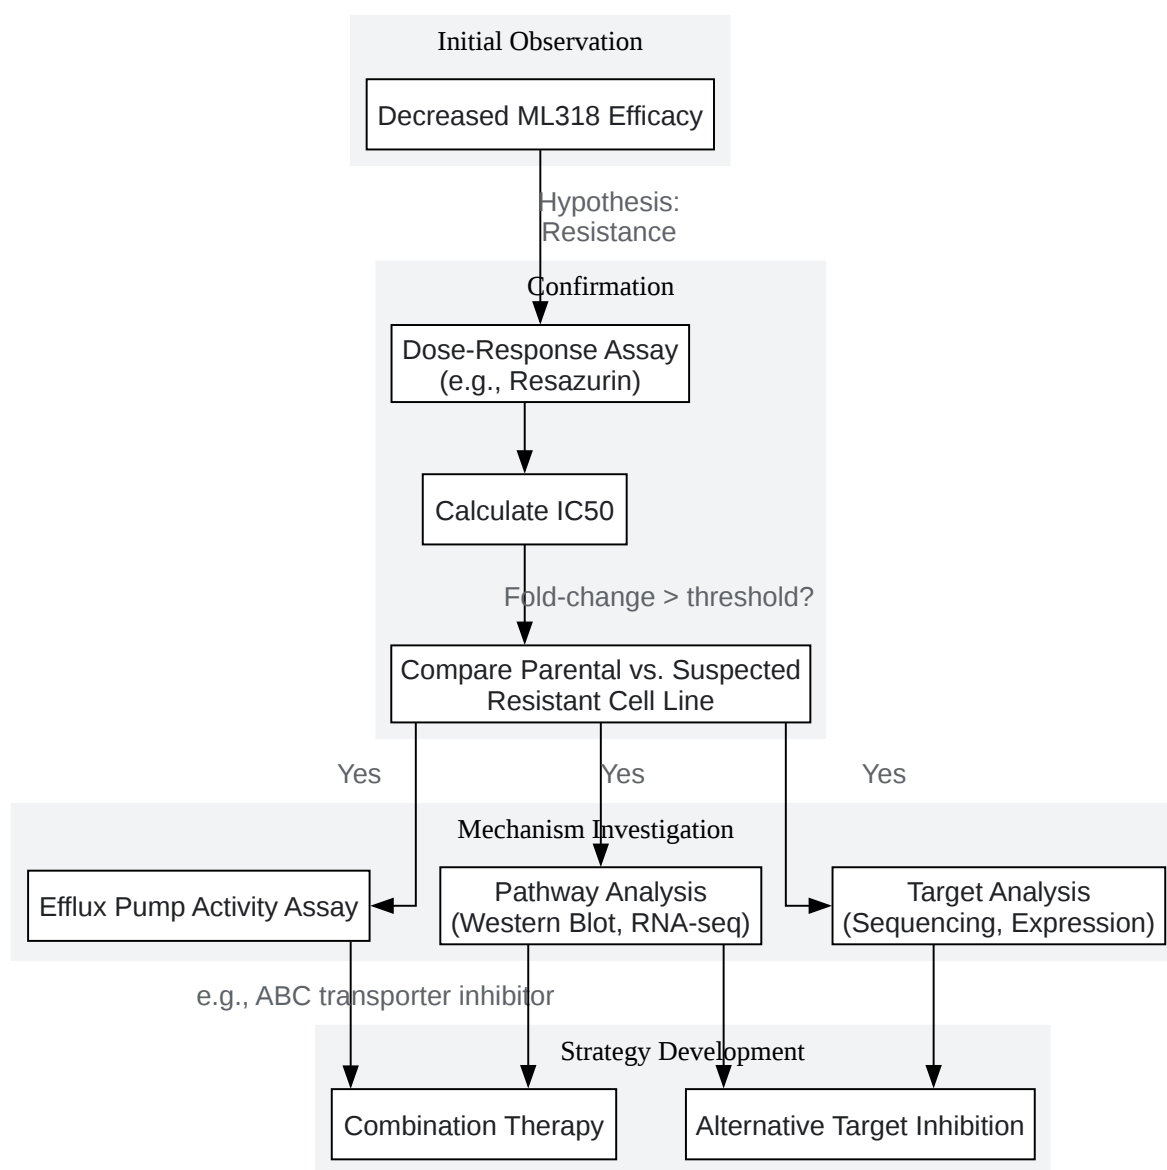 Initial Observation
Decreased ML318 Efficacy
Hypothesis:
Resistance
Confirmation
Dose-Response Assay
(e.g., Resazurin)
Calculate IC50
Fold-change > threshold?
Compare Parental vs. Suspected
Resistant Cell Line
Yes
Yes
Yes
Mechanism Investigation
Efflux Pump Activity Assay
Pathway Analysis
(Western Blot, RNA-seq)
Target Analysis
(Sequencing, Expression)
e.g., ABC transporter inhibitor
Strategy Development
Combination Therapy
Alternative Target Inhibition